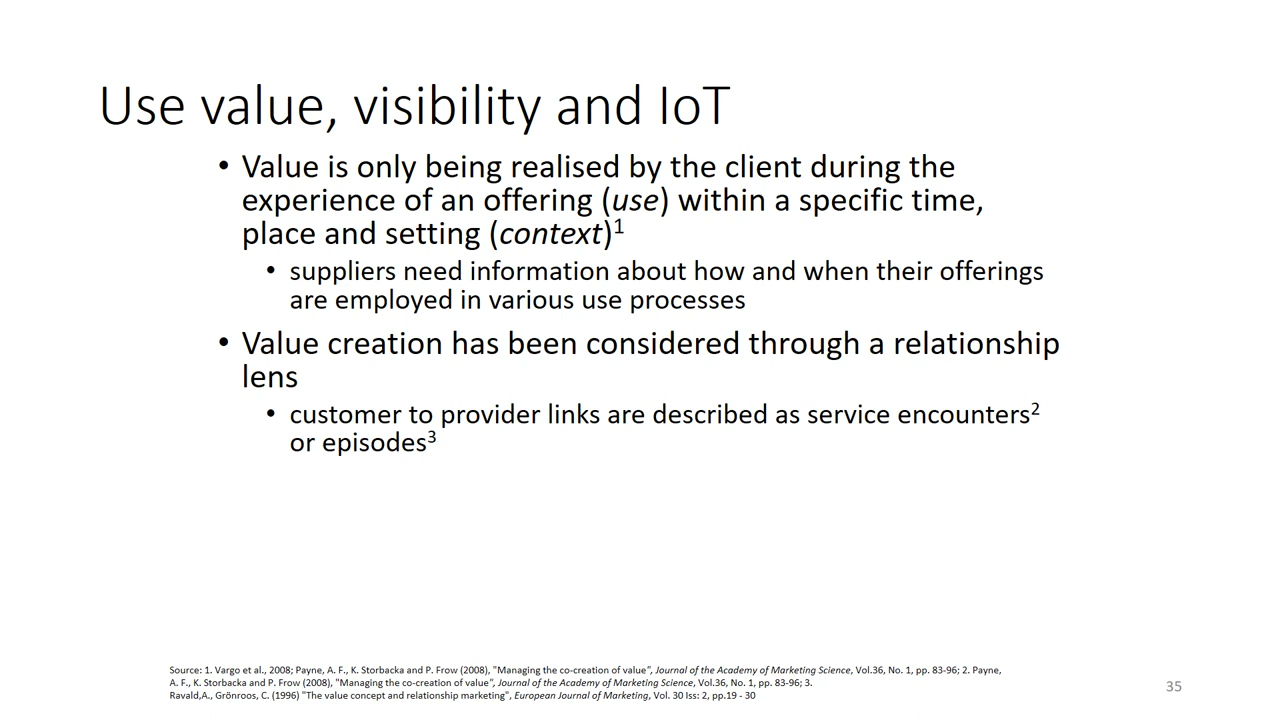 Use value, visibility and IoT
• Value is only being realised by the client during the
experience of an offering (use) within a specific time,
place and setting (context)1
• suppliers need information about how and when their offerings
are employed in various use processes
• Value creation has been considered through a relationship
lens
• customer to provider links are described as service encounters2
or episodes3
Source: 1. Vargo et al., 2008; Payne, A. F., K. Storbacka and P. Frow (2008), "Managing the co-creation of value", Journal of the Academy of Marketing Science, Vol.36, No. 1, pp. 83-96; 2. Payne,
A. F., K. Storbacka and P. Frow (2008), "Managing the co-creation of value", Journal of the Academy of Marketing Science, Vol.36, No. 1, pp. 83-96; 3.
Ravald,A., Grönroos, C. (1996) "The value concept and relationship marketing", European Journal of Marketing, Vol. 30 Iss: 2, pp.19 - 30
35